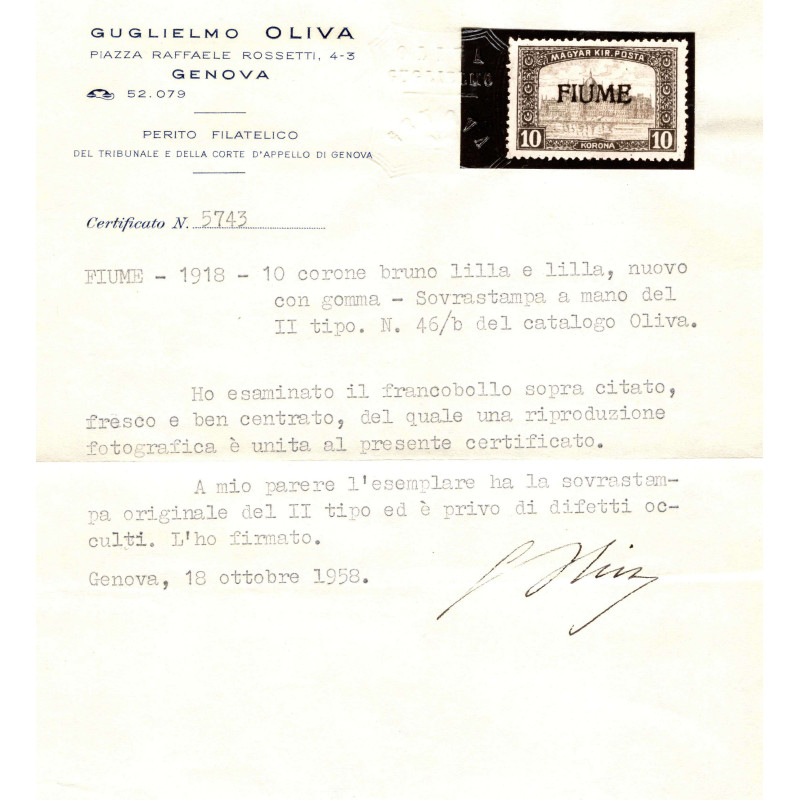 GUGLIELMO OLIVA
PIAZZA RAFFAELE ROSSETTI, 4-3
GENOVA
52.079
PERITO FILATELICO
DEL TRIBUNALE E DELLA CORTE D'APPELLO DI GENOVA
MAGYAR KIR. POSTA
FIUME
10 10
KORONA
Certificato N. 5743
FIUME - 1918 - 10 corone bruno lilla e lilla, nuovo
con gomma - Sovrastampa a mano del
II tipo. N. 46/b del catalogo Oliva.
Ho esaminato il francobollo sopra citato,
fresco e ben centrato, del quale una riproduzione
fotografica è unita al presente certificato.
A mio parere l'esemplare ha la sovrastam-
pa originale del II tipo ed è privo di difetti oc-
culti. L'ho firmato.
Genova, 18 ottobre 1958.
G Oliva